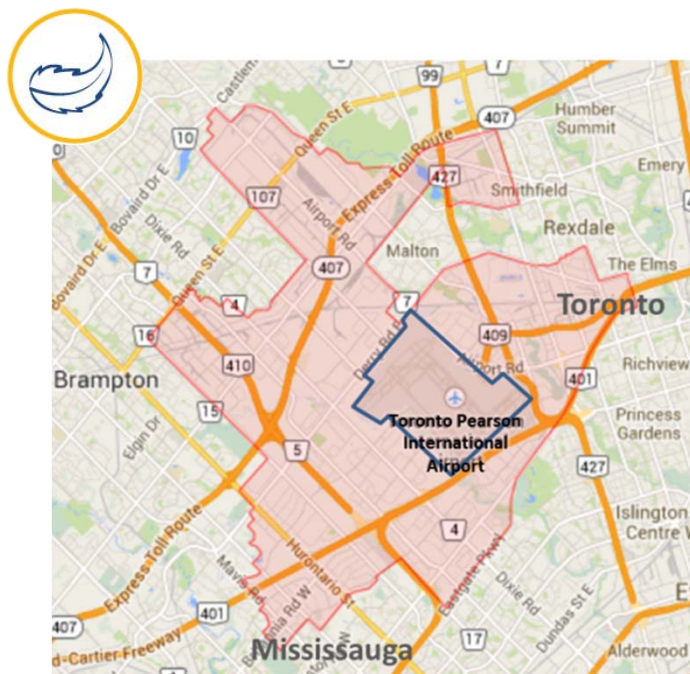 Castlem
99
7
407
Humber
Summit
10
Queen St E
Emery
Bovaird Dr E
107
Express Toll Route
427
Smithfield
Dixie Rd
Airport Rd
Rexdale
Malton
7
Queen St E
407
The Elms
Bovaird Dr E
4
7
Toronto
16
409
Derry Rd E
Airport Rd
410
401
Richview
Brampton
15
Toronto Pearson
International
Airport
Princess
Gardens
Elgin Dr
5
427
4
Islington
Centre W
Express Toll Route
Hurontario St
Mavis Rd
Eastgate Pkwy
Dixie Rd
Dundas St E
E
401
407
d-Cartier Freeway
Mississauga
17
Alderwood